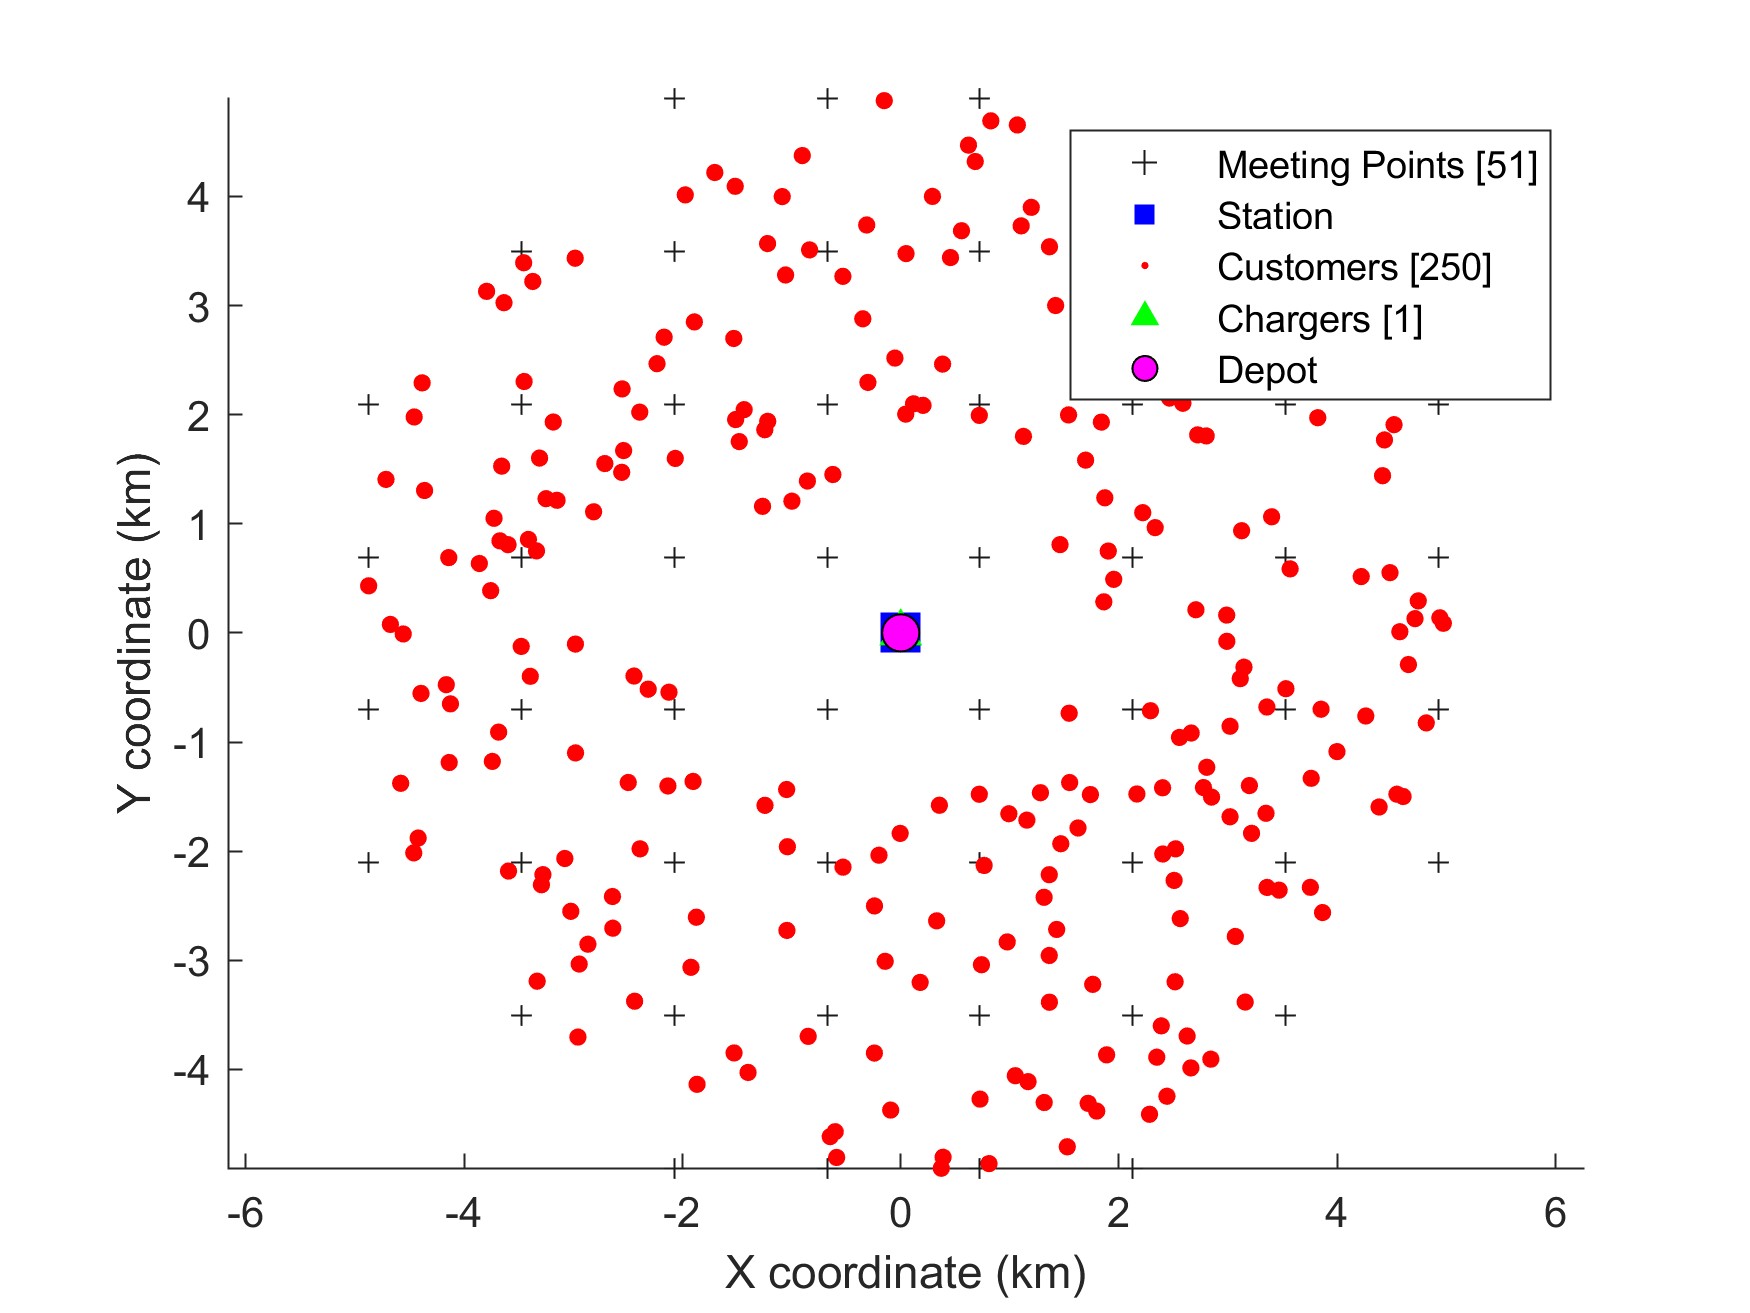 Meeting Points [51]
Station
Customers [250]
Chargers [1]
Depot
4
3
2
1
0
-1
-2
-3
-4
Y coordinate (km)
-6
-4
-2
0
2
4
6
X coordinate (km)